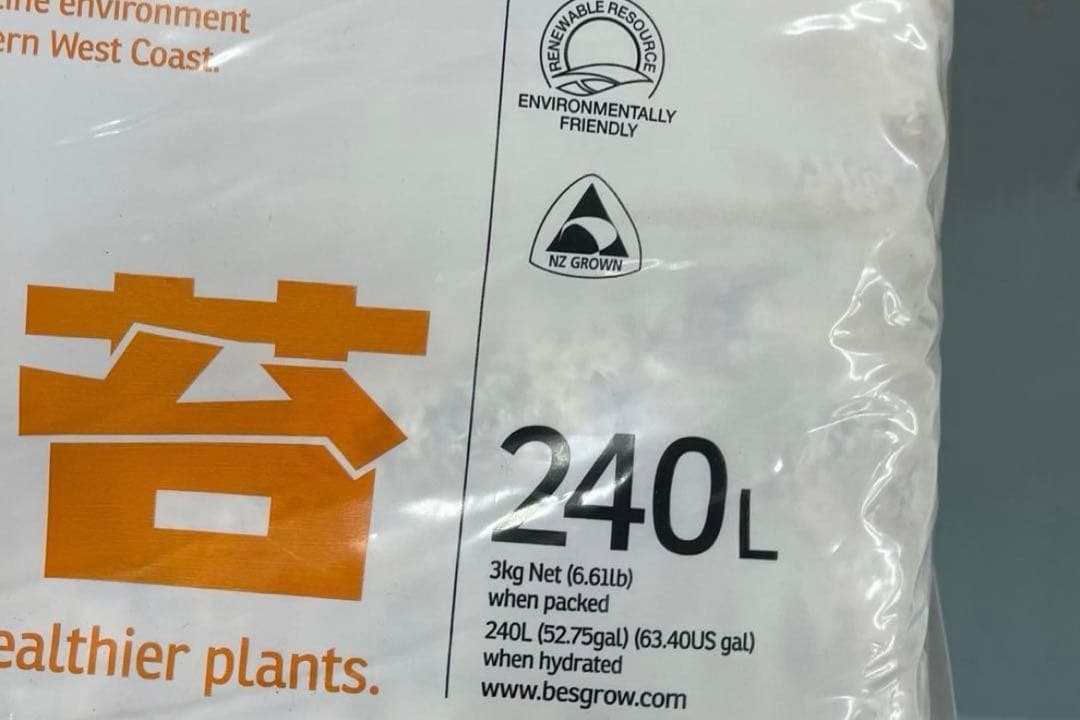 environment
ern West Coast.
RENEWABLE RESOURCE
ENVIRONMENTALLY
FRIENDLY
NZ GROWN
苔
240L
3kg Net (6.61lb)
when packed
240L (52.75gal) (63.40US gal)
when hydrated
www.besgrow.com
ealthier plants.